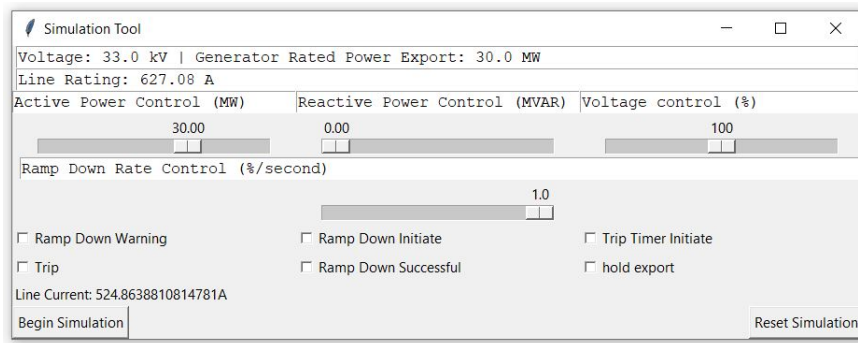 Simulation Tool
Voltage: 33.0 kV | Generator Rated Power Export: 30.0 MW
Line Rating: 627.08 A
Active Power Control (MW) Reactive Power Control (MVAR) Voltage control (%)
30.00 0.00 100
Ramp Down Rate Control (%/second)
1.0
Ramp Down Warning Ramp Down Initiate Trip Timer Initiate
Trip Ramp Down Successful hold export
Line Current: 524.8638810814781A
Begin Simulation Reset Simulation